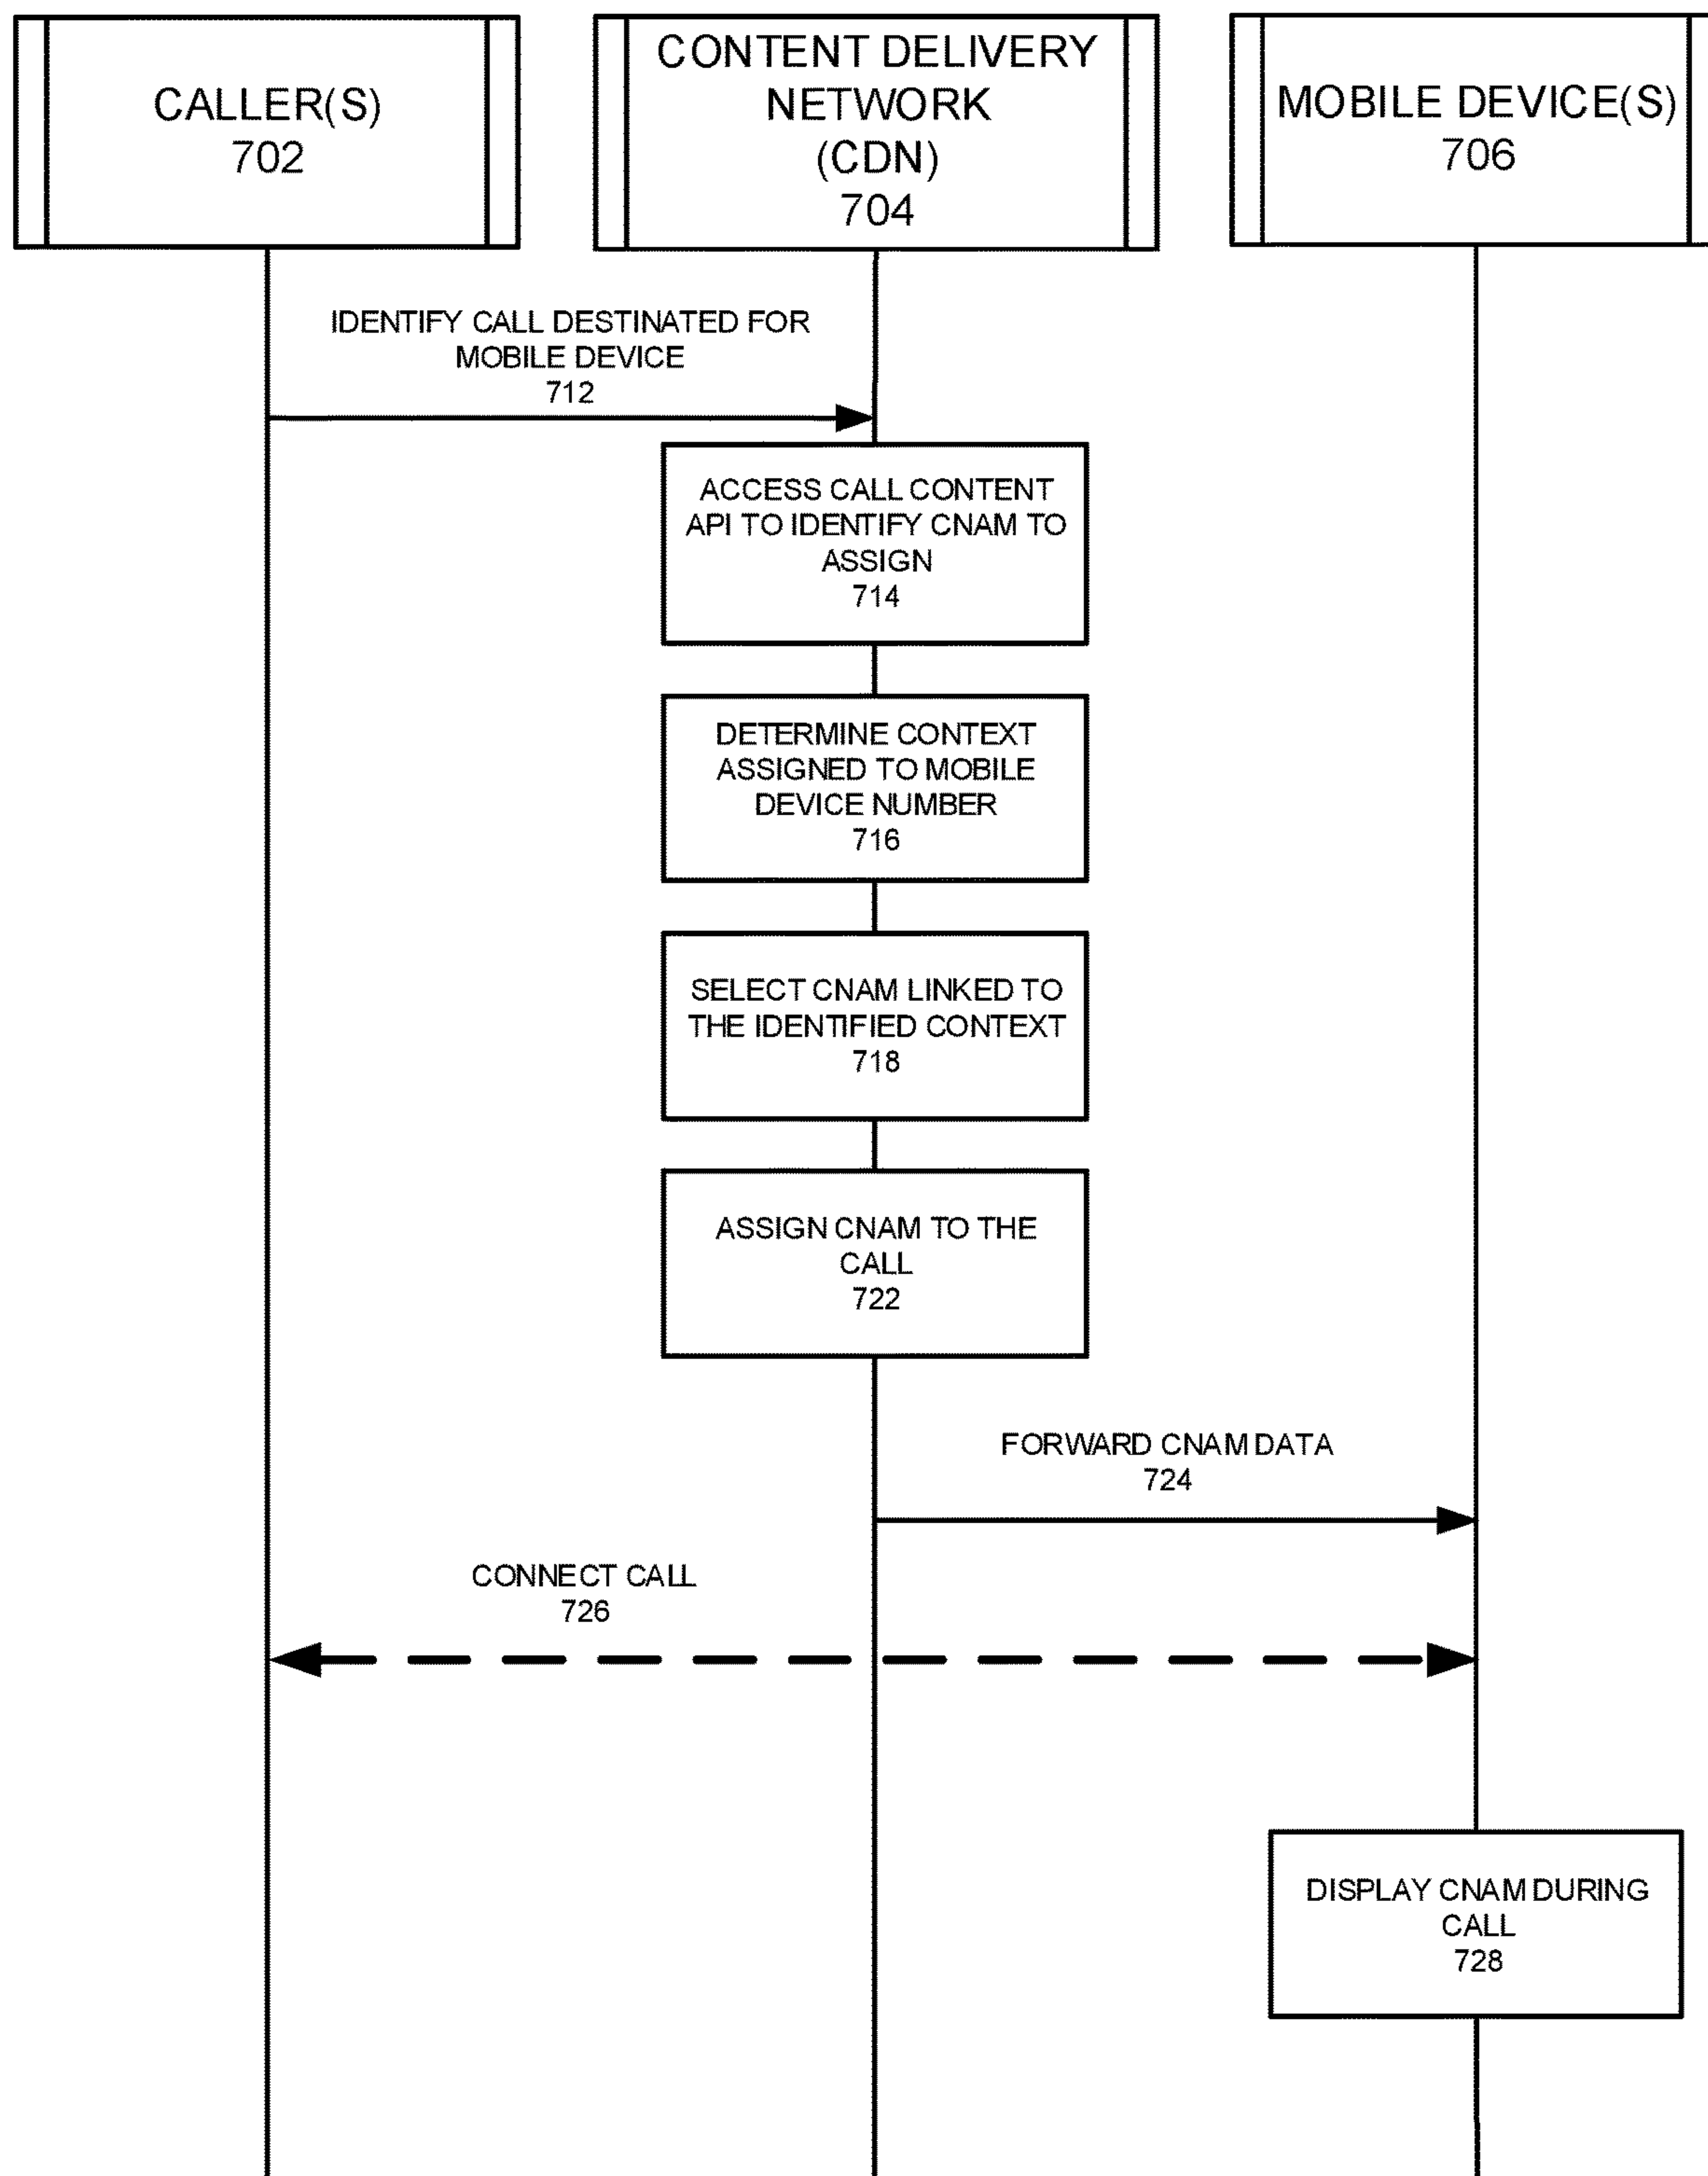 CALLER(S)
702
CONTENT DELIVERY
NETWORK
(CDN)
704
MOBILE DEVICE(S)
706
IDENTIFY CALL DESTINATED FOR
MOBILE DEVICE
712
ACCESS CALL CONTENT
API TO IDENTIFY CNAM TO
ASSIGN
714
DETERMINE CONTEXT
ASSIGNED TO MOBILE
DEVICE NUMBER
716
SELECT CNAM LINKED TO
THE IDENTIFIED CONTEXT
718
ASSIGN CNAM TO THE
CALL
722
FORWARD CNAM DATA
724
CONNECT CALL
726
DISPLAY CNAM DURING
CALL
728